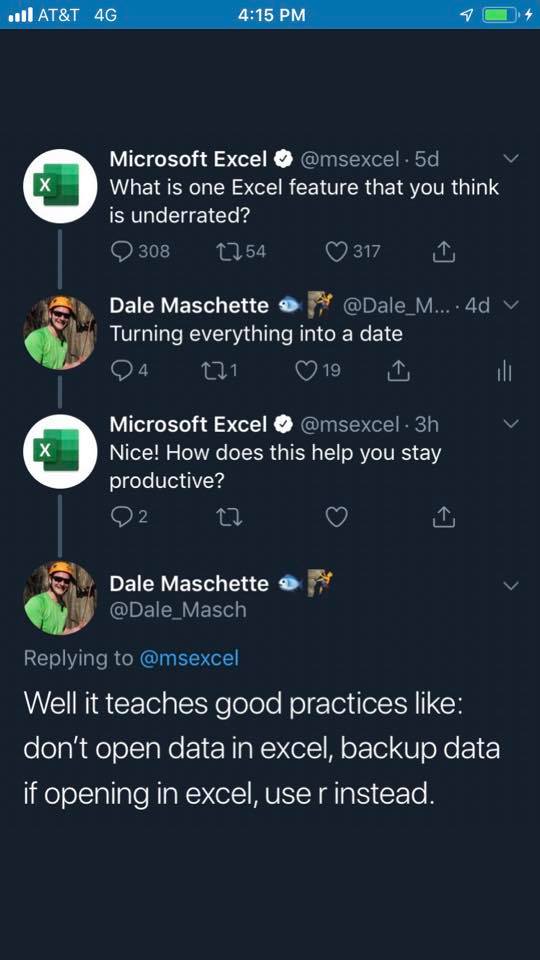 AT&T 4G 4:15 PM
Microsoft Excel @msexcel · 5d
What is one Excel feature that you think
is underrated?
308 54 317
Dale Maschette 🐟🧗 @Dale_M... · 4d
Turning everything into a date
4 1 19
Microsoft Excel @msexcel · 3h
Nice! How does this help you stay
productive?
2
Dale Maschette 🐟🧗
@Dale_Masch
Replying to @msexcel
Well it teaches good practices like:
don’t open data in excel, backup data
if opening in excel, use r instead.